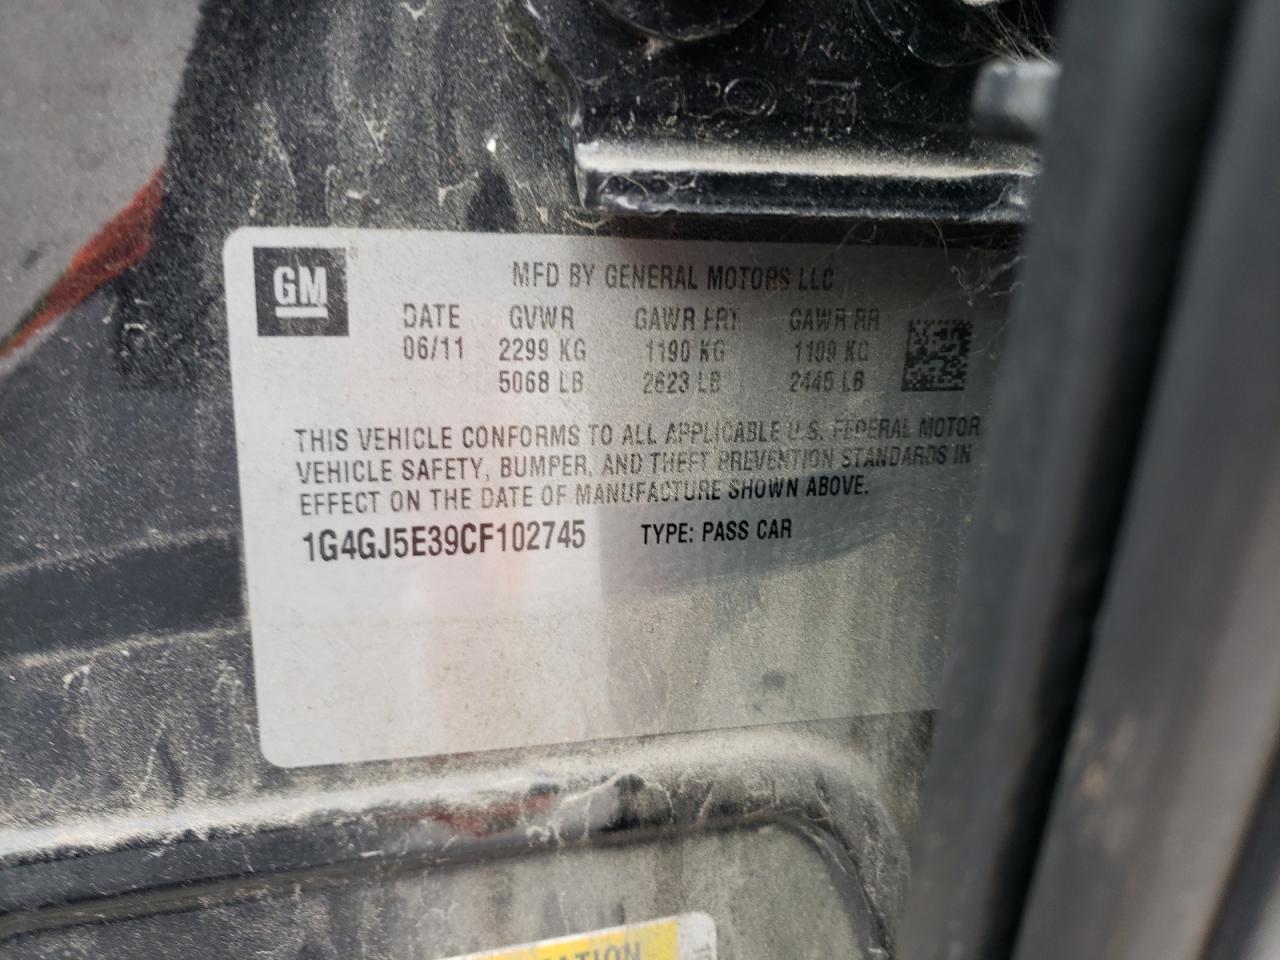 GM
MFD BY GENERAL MOTORS LLC
DATE GVWR GAWR FRT GAWR RR
06/11 2299 KG 1190 KG 1109 KG
5068 LB 2623 LB 2445 LB
THIS VEHICLE CONFORMS TO ALL APPLICABLE U.S. FEDERAL MOTOR
VEHICLE SAFETY, BUMPER, AND THEFT PREVENTION STANDARDS IN
EFFECT ON THE DATE OF MANUFACTURE SHOWN ABOVE.
1G4GJ5E39CF102745 TYPE: PASS CAR